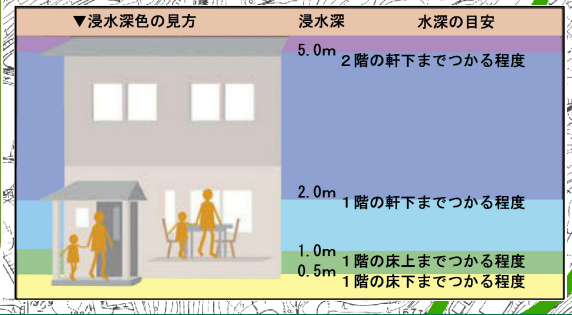 ▼浸水深色の見方 浸水深 水深の目安
5.0m
2階の軒下までつかる程度
2.0m
1階の軒下までつかる程度
1.0m
1階の床上までつかる程度
0.5m
1階の床下までつかる程度